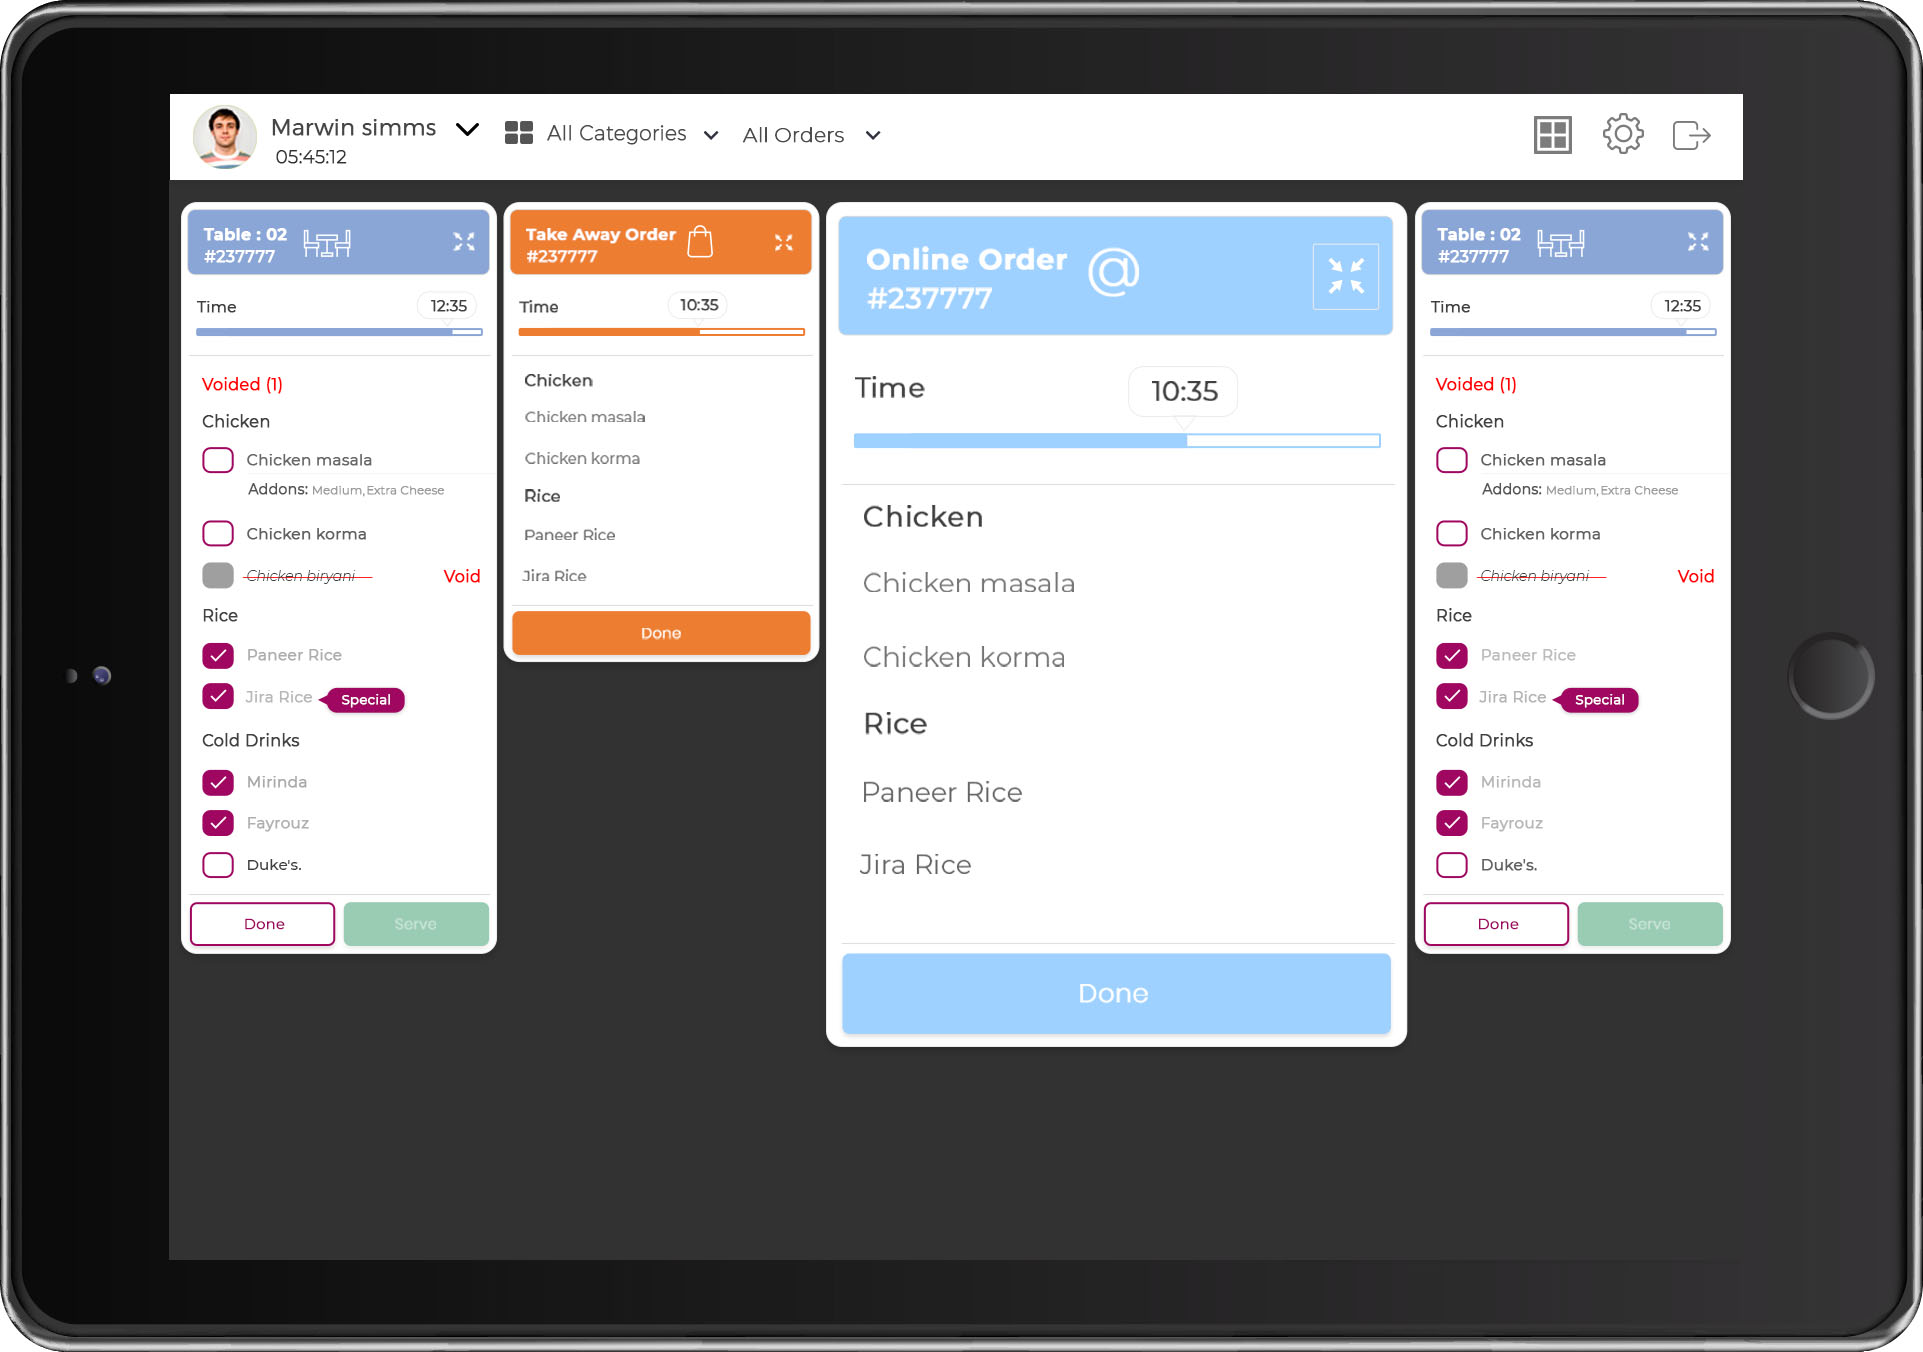 Marwin simms
05:45:12
All Categories
All Orders
Table : 02
#237777
Time
12:35
Voided (1)
Chicken
Chicken masala
Addons: Medium, Extra Cheese
Chicken korma
Chicken biryani
Void
Rice
Paneer Rice
Jira Rice
Special
Cold Drinks
Mirinda
Fayrouz
Duke's.
Done
Serve
Take Away Order
#237777
Time
10:35
Chicken
Chicken masala
Chicken korma
Rice
Paneer Rice
Jira Rice
Done
Online Order
@
#237777
Time
10:35
Chicken
Chicken masala
Chicken korma
Rice
Paneer Rice
Jira Rice
Done
Table : 02
#237777
Time
12:35
Voided (1)
Chicken
Chicken masala
Addons: Medium, Extra Cheese
Chicken korma
Chicken biryani
Void
Rice
Paneer Rice
Jira Rice
Special
Cold Drinks
Mirinda
Fayrouz
Duke's.
Done
Serve